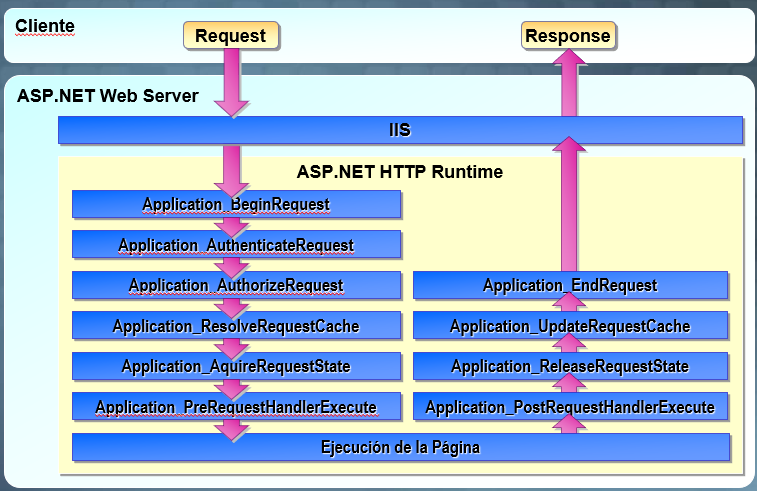 Cliente
Request
Response
ASP.NET Web Server
IIS
ASP.NET HTTP Runtime
Application_BeginRequest
Application_AuthenticateRequest
Application_AuthorizeRequest
Application_EndRequest
Application_ResolveRequestCache
Application_UpdateRequestCache
Application_AquireRequestState
Application_ReleaseRequestState
Application_PreRequestHandlerExecute
Application_PostRequestHandlerExecute
Ejecución de la Página